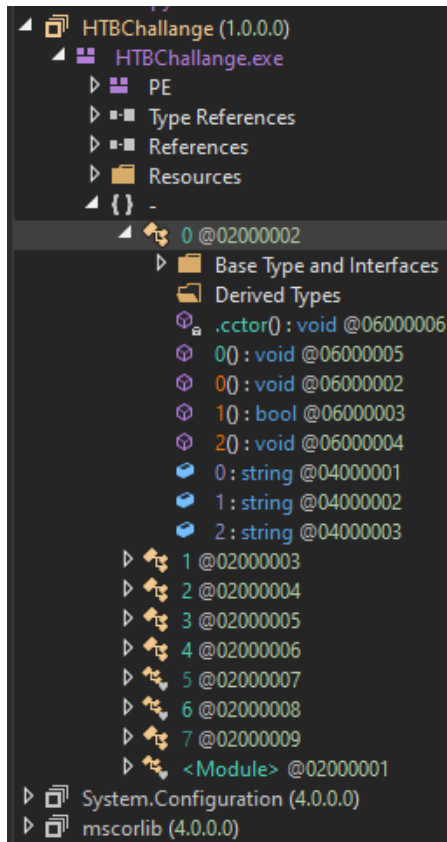 HTBChallange (1.0.0.0)
HTBChallange.exe
PE
Type References
References
Resources
{ } -
0 @02000002
Base Type and Interfaces
Derived Types
.cctor() : void @06000006
0() : void @06000005
0() : void @06000002
1() : bool @06000003
2() : void @06000004
0 : string @04000001
1 : string @04000002
2 : string @04000003
1 @02000003
2 @02000004
3 @02000005
4 @02000006
5 @02000007
6 @02000008
7 @02000009
<Module> @02000001
System.Configuration (4.0.0.0)
mscorlib (4.0.0.0)